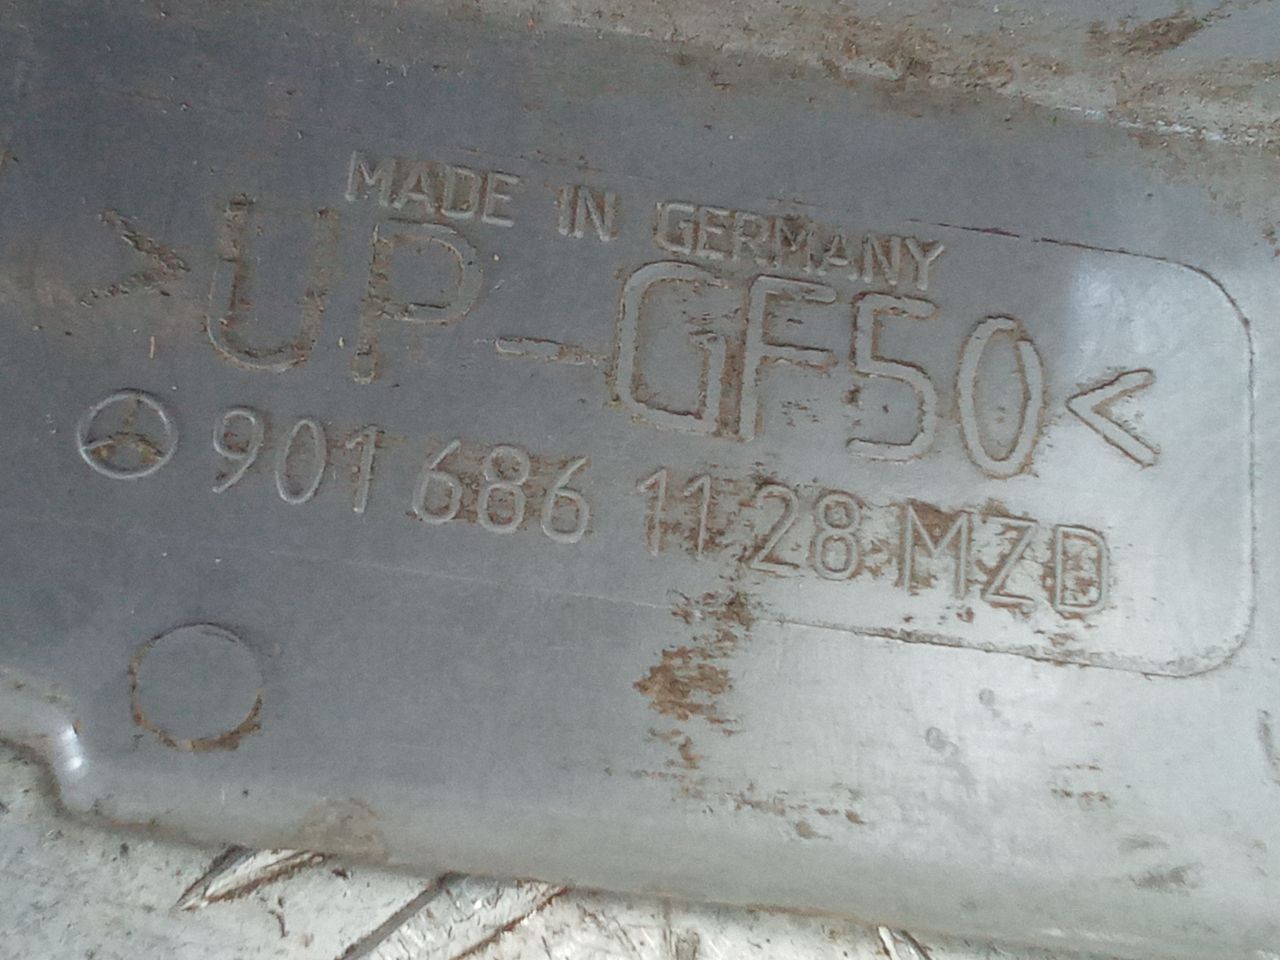 MADE IN GERMANY
>UP-GF50<
901 686 1128 MZD